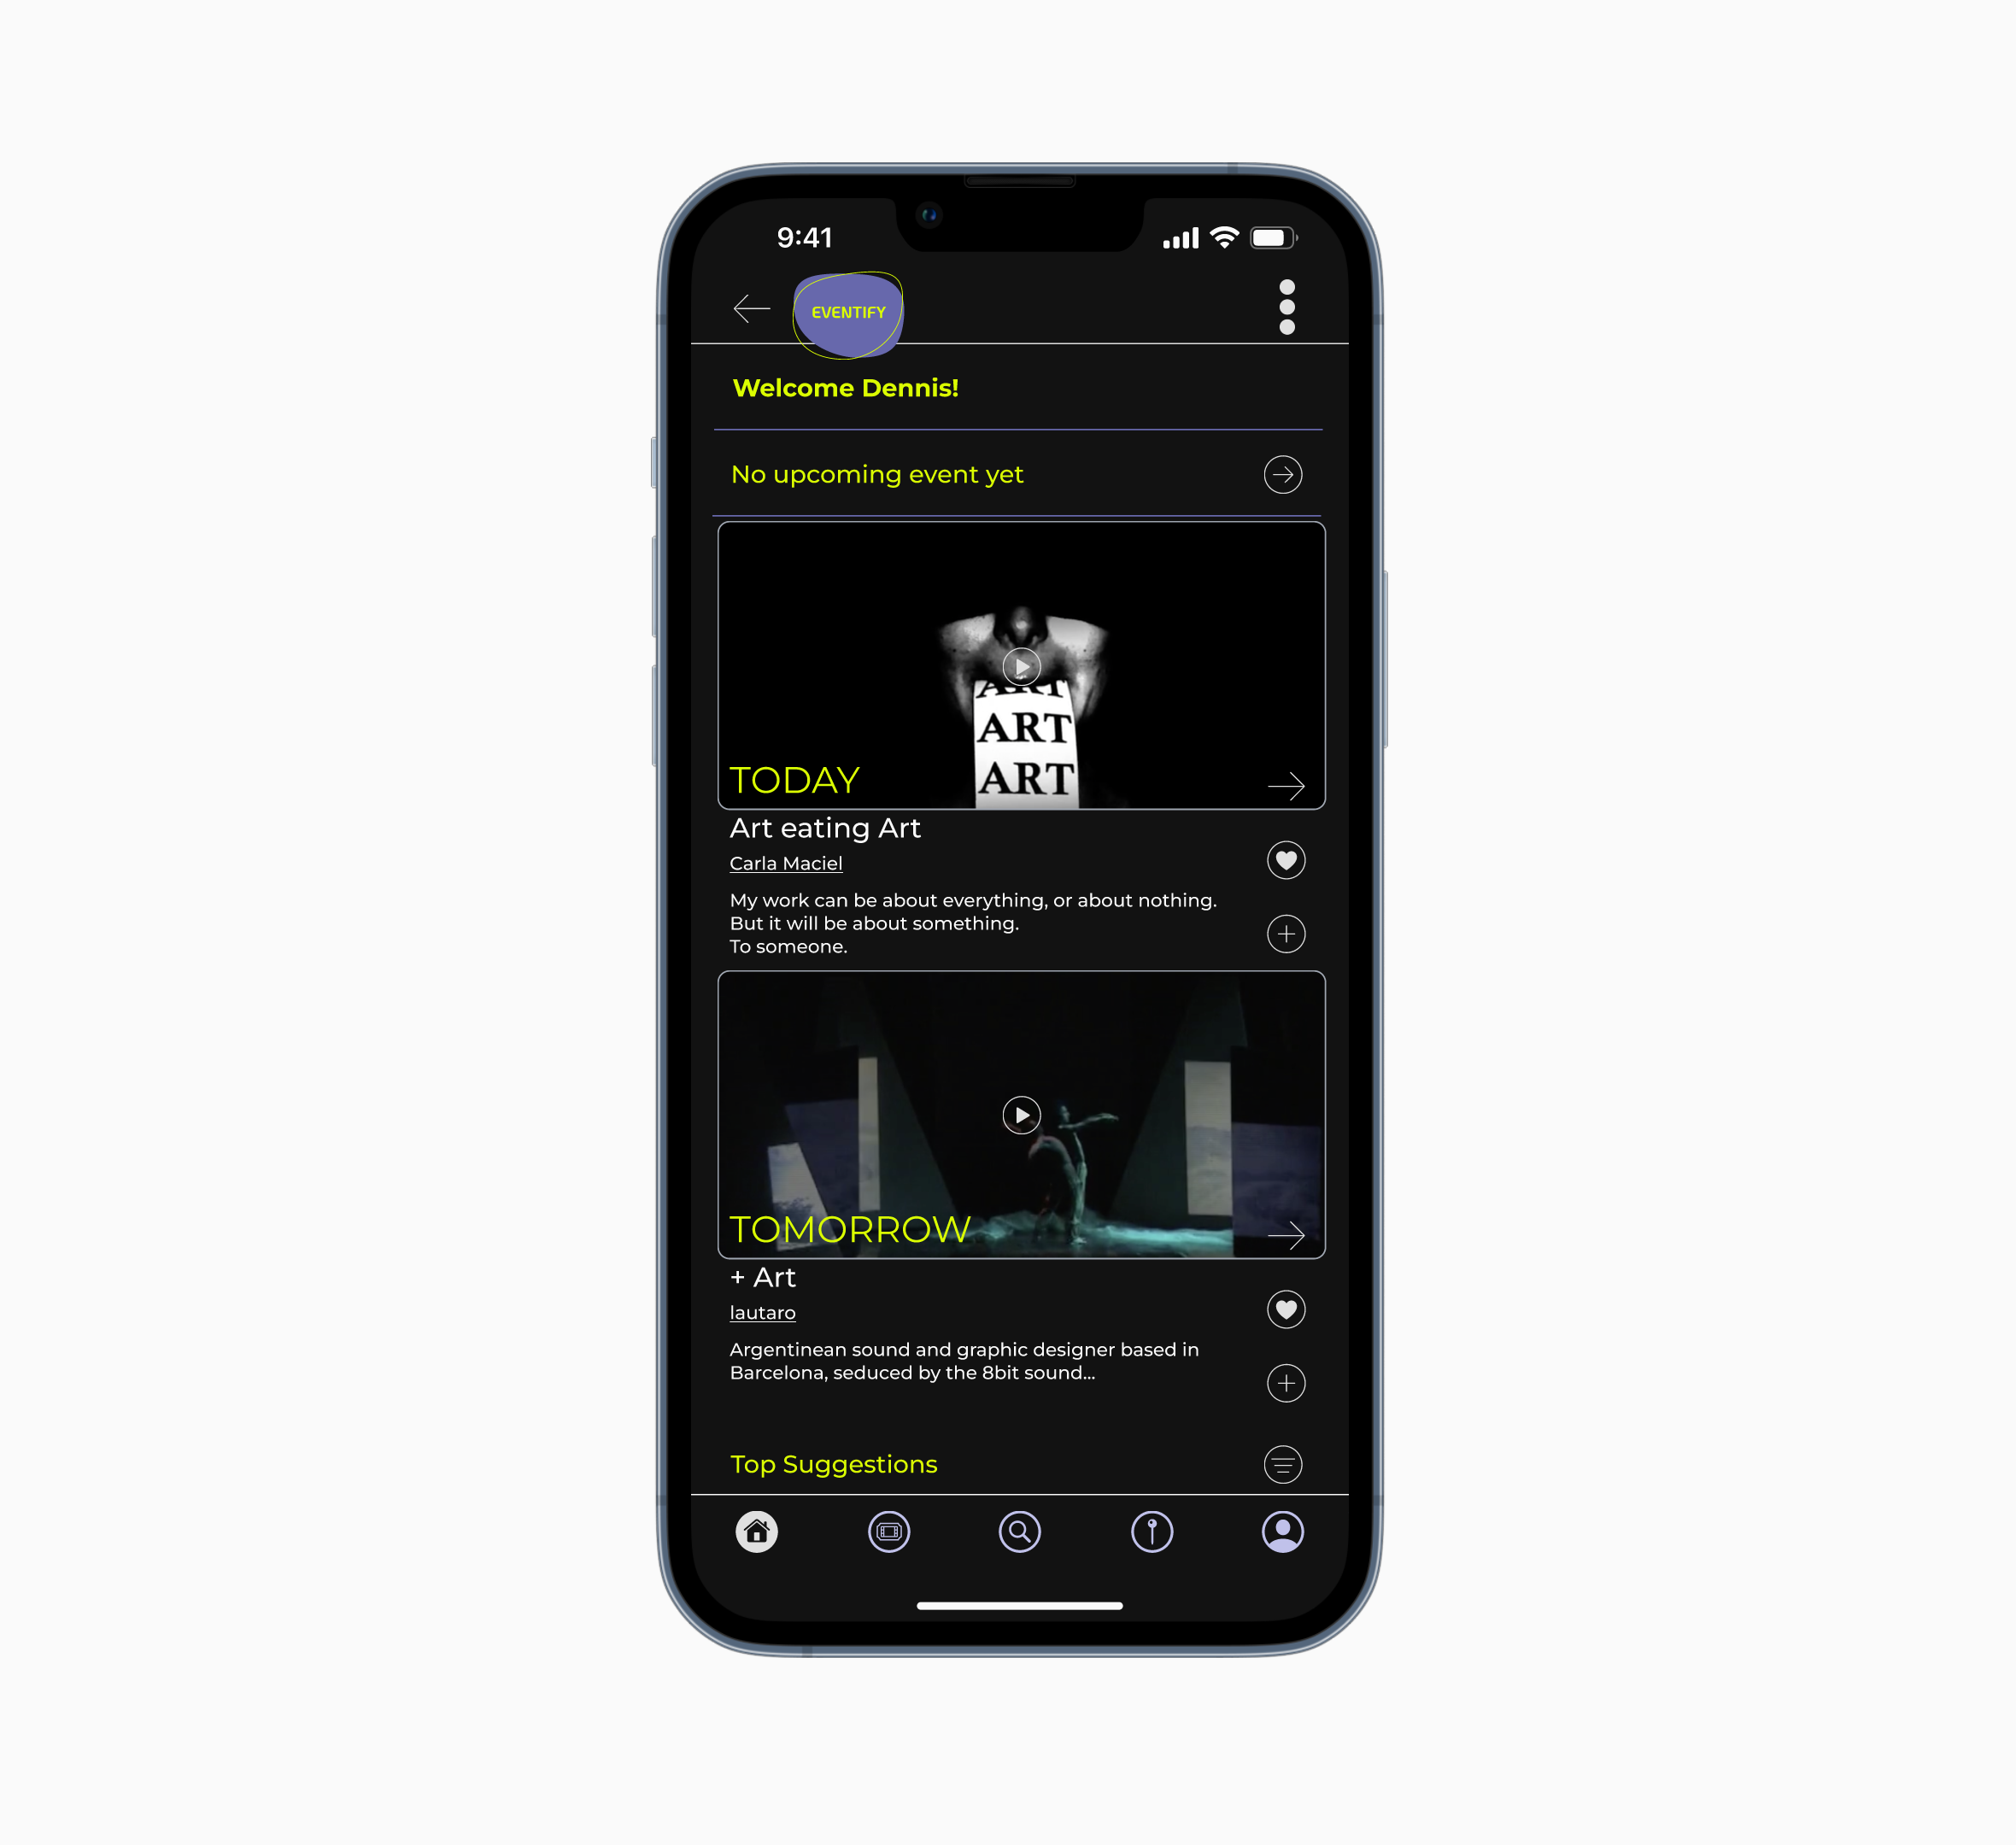 9:41
EVENTIFY
Welcome Dennis!
No upcoming event yet
ART
ART
ART
TODAY
Art eating Art
Carla Maciel
My work can be about everything, or about nothing.
But it will be about something.
To someone.
TOMORROW
+ Art
lautaro
Argentinean sound and graphic designer based in
Barcelona, seduced by the 8bit sound...
Top Suggestions